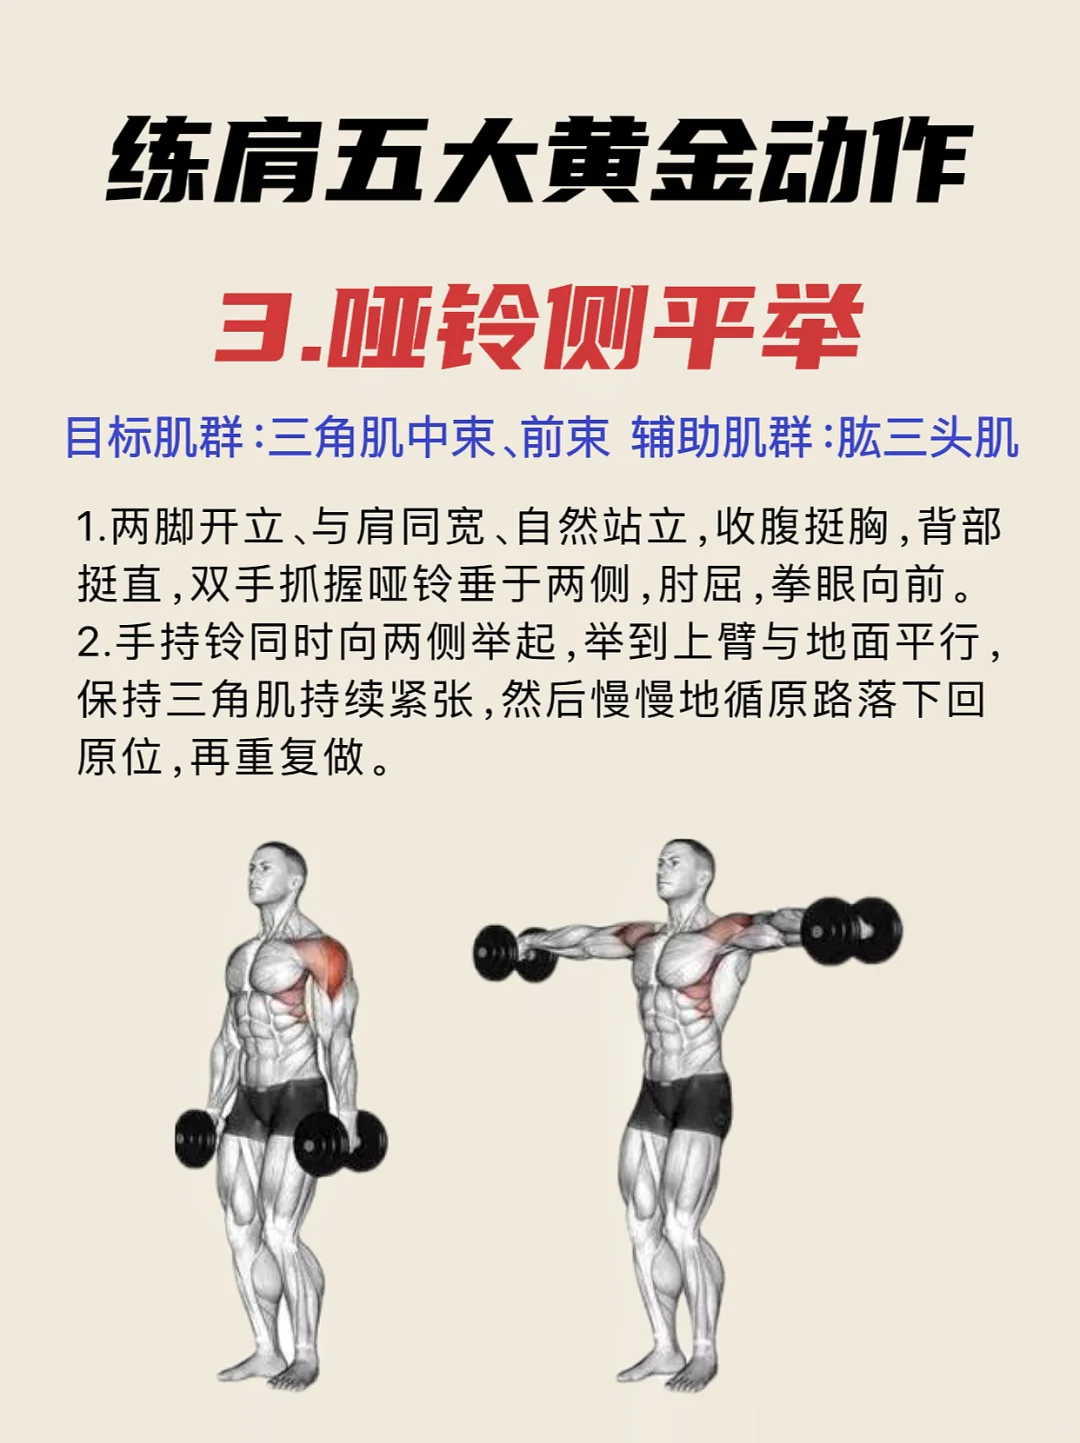 练肩五大黄金动作
3.哑铃侧平举
目标肌群:三角肌中束、前束 辅助肌群:肱三头肌
1.两脚开立、与肩同宽、自然站立,收腹挺胸,背部
挺直,双手抓握哑铃垂于两侧,肘屈,拳眼向前。
2.手持铃同时向两侧举起,举到上臂与地面平行,
保持三角肌持续紧张,然后慢慢地循原路落下回
原位,再重复做。